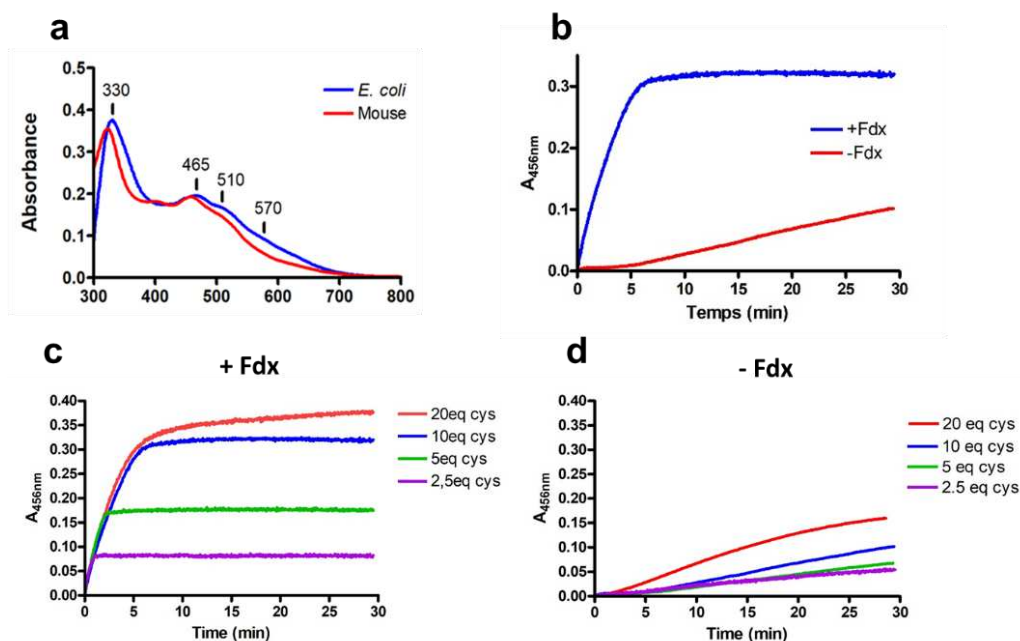 a
Absorbance
0.5
0.4
0.3
0.2
0.1
0.0
300
400
500
600
700
800
330
465
510
570
E. coli
Mouse
b
A456nm
0.3
0.2
0.1
0.0
0
5
10
15
20
25
30
Temps (min)
+Fdx
-Fdx
c
+ Fdx
A456nm
0.40
0.35
0.30
0.25
0.20
0.15
0.10
0.05
0.00
0
5
10
15
20
25
30
Time (min)
20eq cys
10eq cys
5eq cys
2,5eq cys
d
- Fdx
A456nm
0.40
0.35
0.30
0.25
0.20
0.15
0.10
0.05
0.00
0
5
10
15
20
25
30
Time (min)
20 eq cys
10 eq cys
5 eq cys
2.5 eq cys